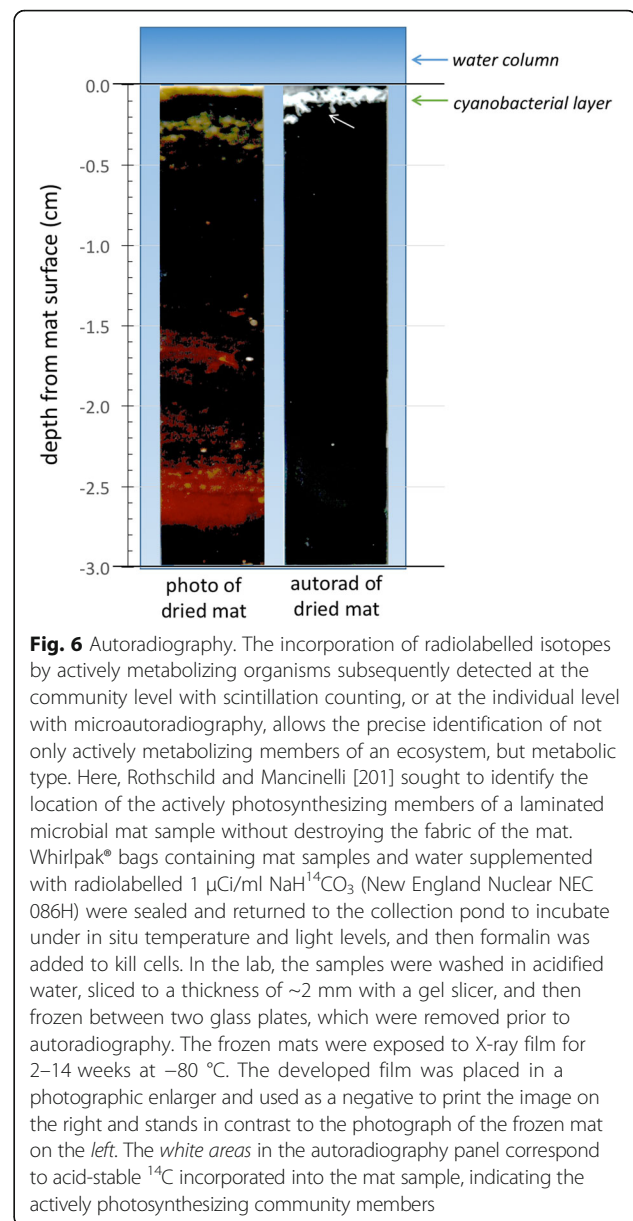 water column
0.0
cyanobacterial layer
-0.5
-1.0
-1.5
-2.0
-2.5
-3.0
depth from mat surface (cm)
photo of
dried mat
autorad of
dried mat
Fig. 6 Autoradiography. The incorporation of radiolabelled isotopes
by actively metabolizing organisms subsequently detected at the
community level with scintillation counting, or at the individual level
with microautoradiography, allows the precise identification of not
only actively metabolizing members of an ecosystem, but metabolic
type. Here, Rothschild and Mancinelli [201] sought to identify the
location of the actively photosynthesizing members of a laminated
microbial mat sample without destroying the fabric of the mat.
Whirlpak® bags containing mat samples and water supplemented
with radiolabelled 1 μCi/ml NaH¹⁴CO₃ (New England Nuclear NEC
086H) were sealed and returned to the collection pond to incubate
under in situ temperature and light levels, and then formalin was
added to kill cells. In the lab, the samples were washed in acidified
water, sliced to a thickness of ~2 mm with a gel slicer, and then
frozen between two glass plates, which were removed prior to
autoradiography. The frozen mats were exposed to X-ray film for
2–14 weeks at −80 °C. The developed film was placed in a
photographic enlarger and used as a negative to print the image on
the right and stands in contrast to the photograph of the frozen mat
on the left. The white areas in the autoradiography panel correspond
to acid-stable ¹⁴C incorporated into the mat sample, indicating the
actively photosynthesizing community members